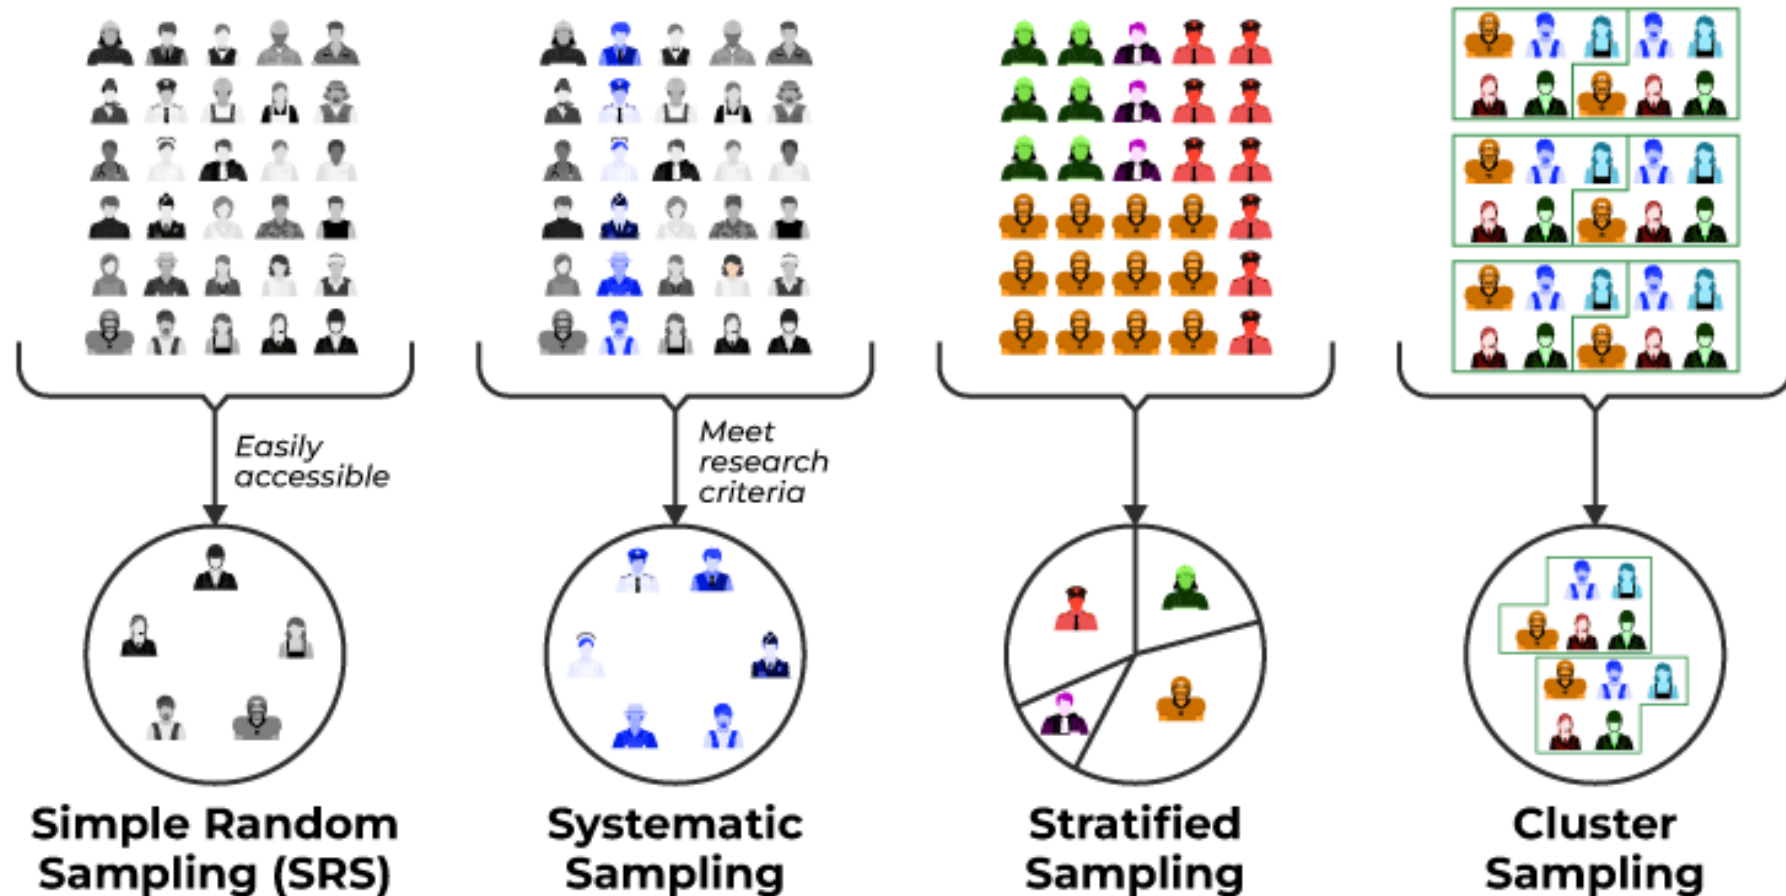 Easily
accessible
Meet
research
criteria
Simple Random
Sampling (SRS)
Systematic
Sampling
Stratified
Sampling
Cluster
Sampling